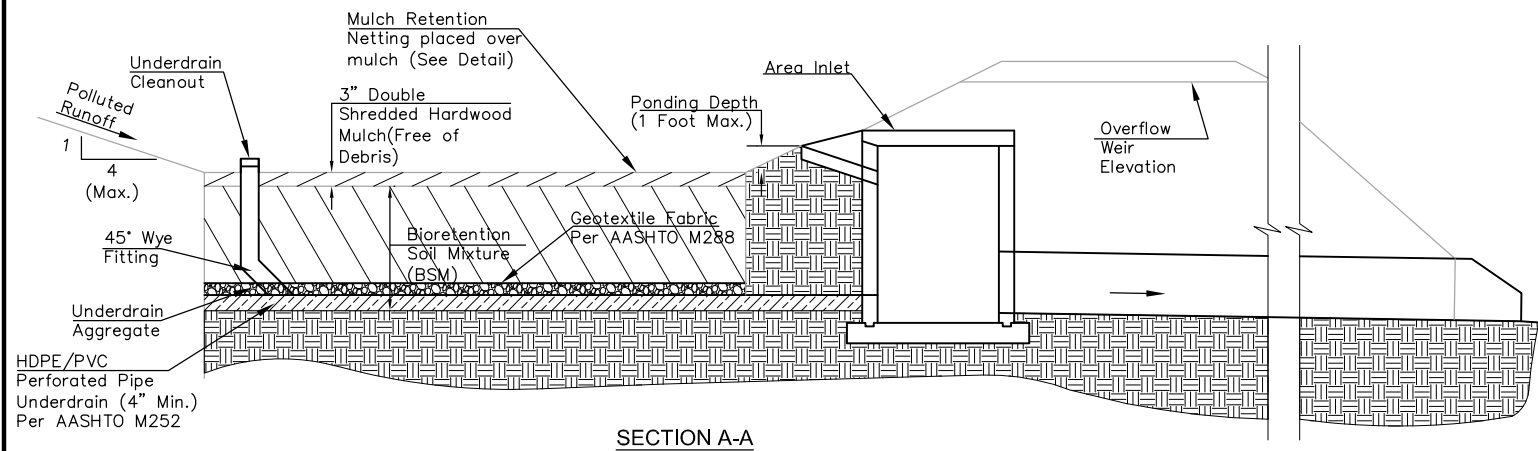 Mulch Retention
Netting placed over
mulch (See Detail)
Underdrain
Cleanout
Area Inlet
Polluted
Runoff
3" Double
Shredded Hardwood
Mulch(Free of
Debris)
Ponding Depth
(1 Foot Max.)
Overflow
Weir
Elevation
1
4
(Max.)
45° Wye
Fitting
Bioretention
Soil Mixture
(BSM)
Geotextile Fabric
Per AASHTO M288
Underdrain
Aggregate
HDPE/PVC
Perforated Pipe
Underdrain (4" Min.)
Per AASHTO M252
SECTION A-A